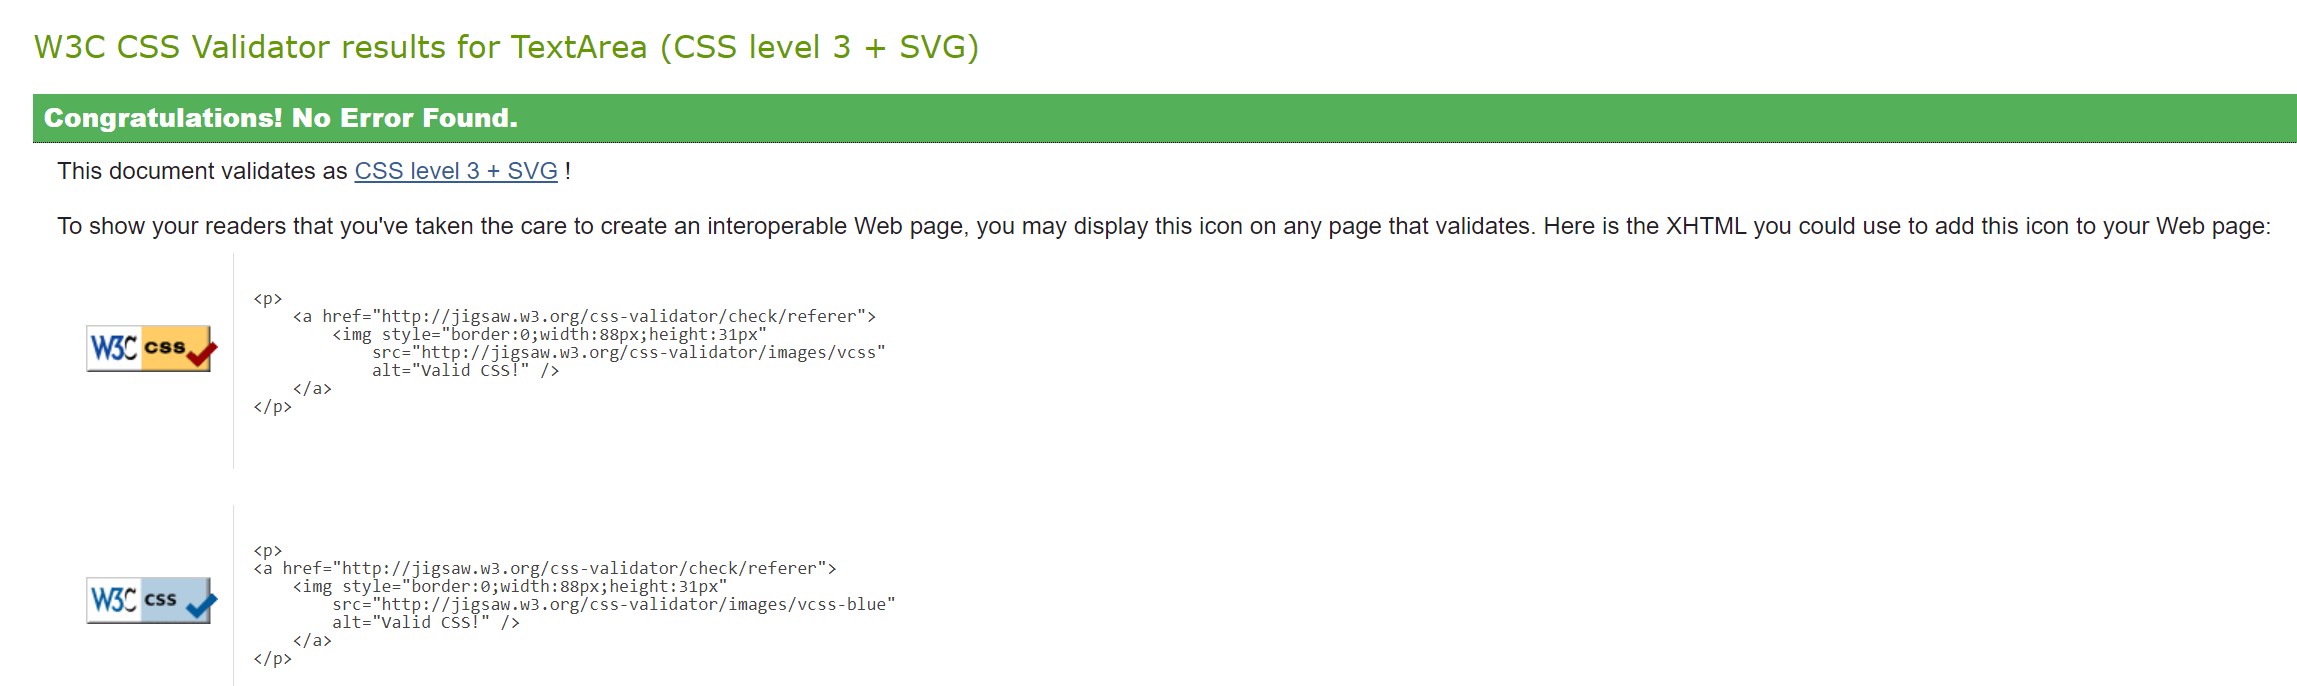 W3C CSS Validator results for TextArea (CSS level 3 + SVG)
Congratulations! No Error Found.
This document validates as CSS level 3 + SVG !
To show your readers that you've taken the care to create an interoperable Web page, you may display this icon on any page that validates. Here is the XHTML you could use to add this icon to your Web page:
W3C css
<p>
    <a href="http://jigsaw.w3.org/css-validator/check/referer">
        <img style="border:0;width:88px;height:31px"
            src="http://jigsaw.w3.org/css-validator/images/vcss"
            alt="Valid CSS!" />
    </a>
</p>
W3C css
<p>
<a href="http://jigsaw.w3.org/css-validator/check/referer">
    <img style="border:0;width:88px;height:31px"
        src="http://jigsaw.w3.org/css-validator/images/vcss-blue"
        alt="Valid CSS!" />
    </a>
</p>